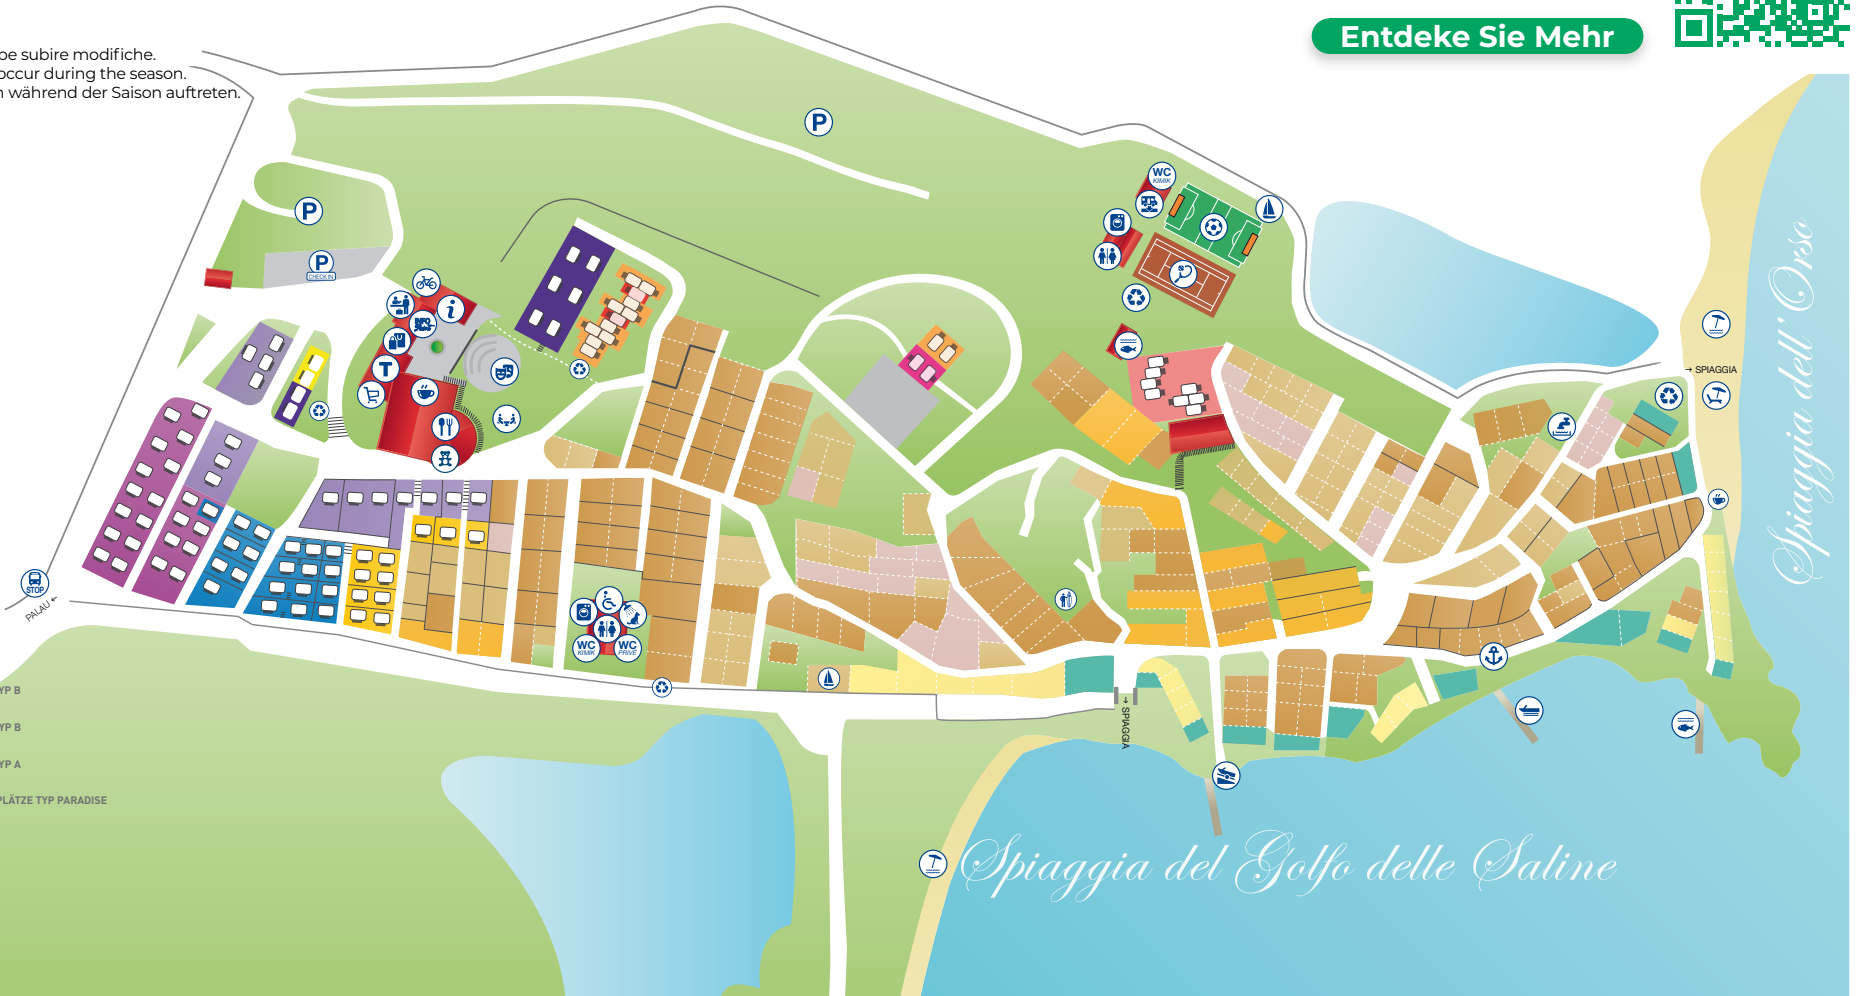 be subire modifiche.
occur during the season.
n während der Saison auftreten.
Entdeke Sie Mehr
P
P
P
CHECK IN
INFO
T
WC
KIMIK
→ SPIAGGIA
Spiaggia dell' Orso
STOP
PALAU ←
WC
KIMIK
WC
PRIVÉ
→ SPIAGGIA
YP B
YP B
YP A
PLÄTZE TYP PARADISE
Spiaggia del Golfo delle Saline